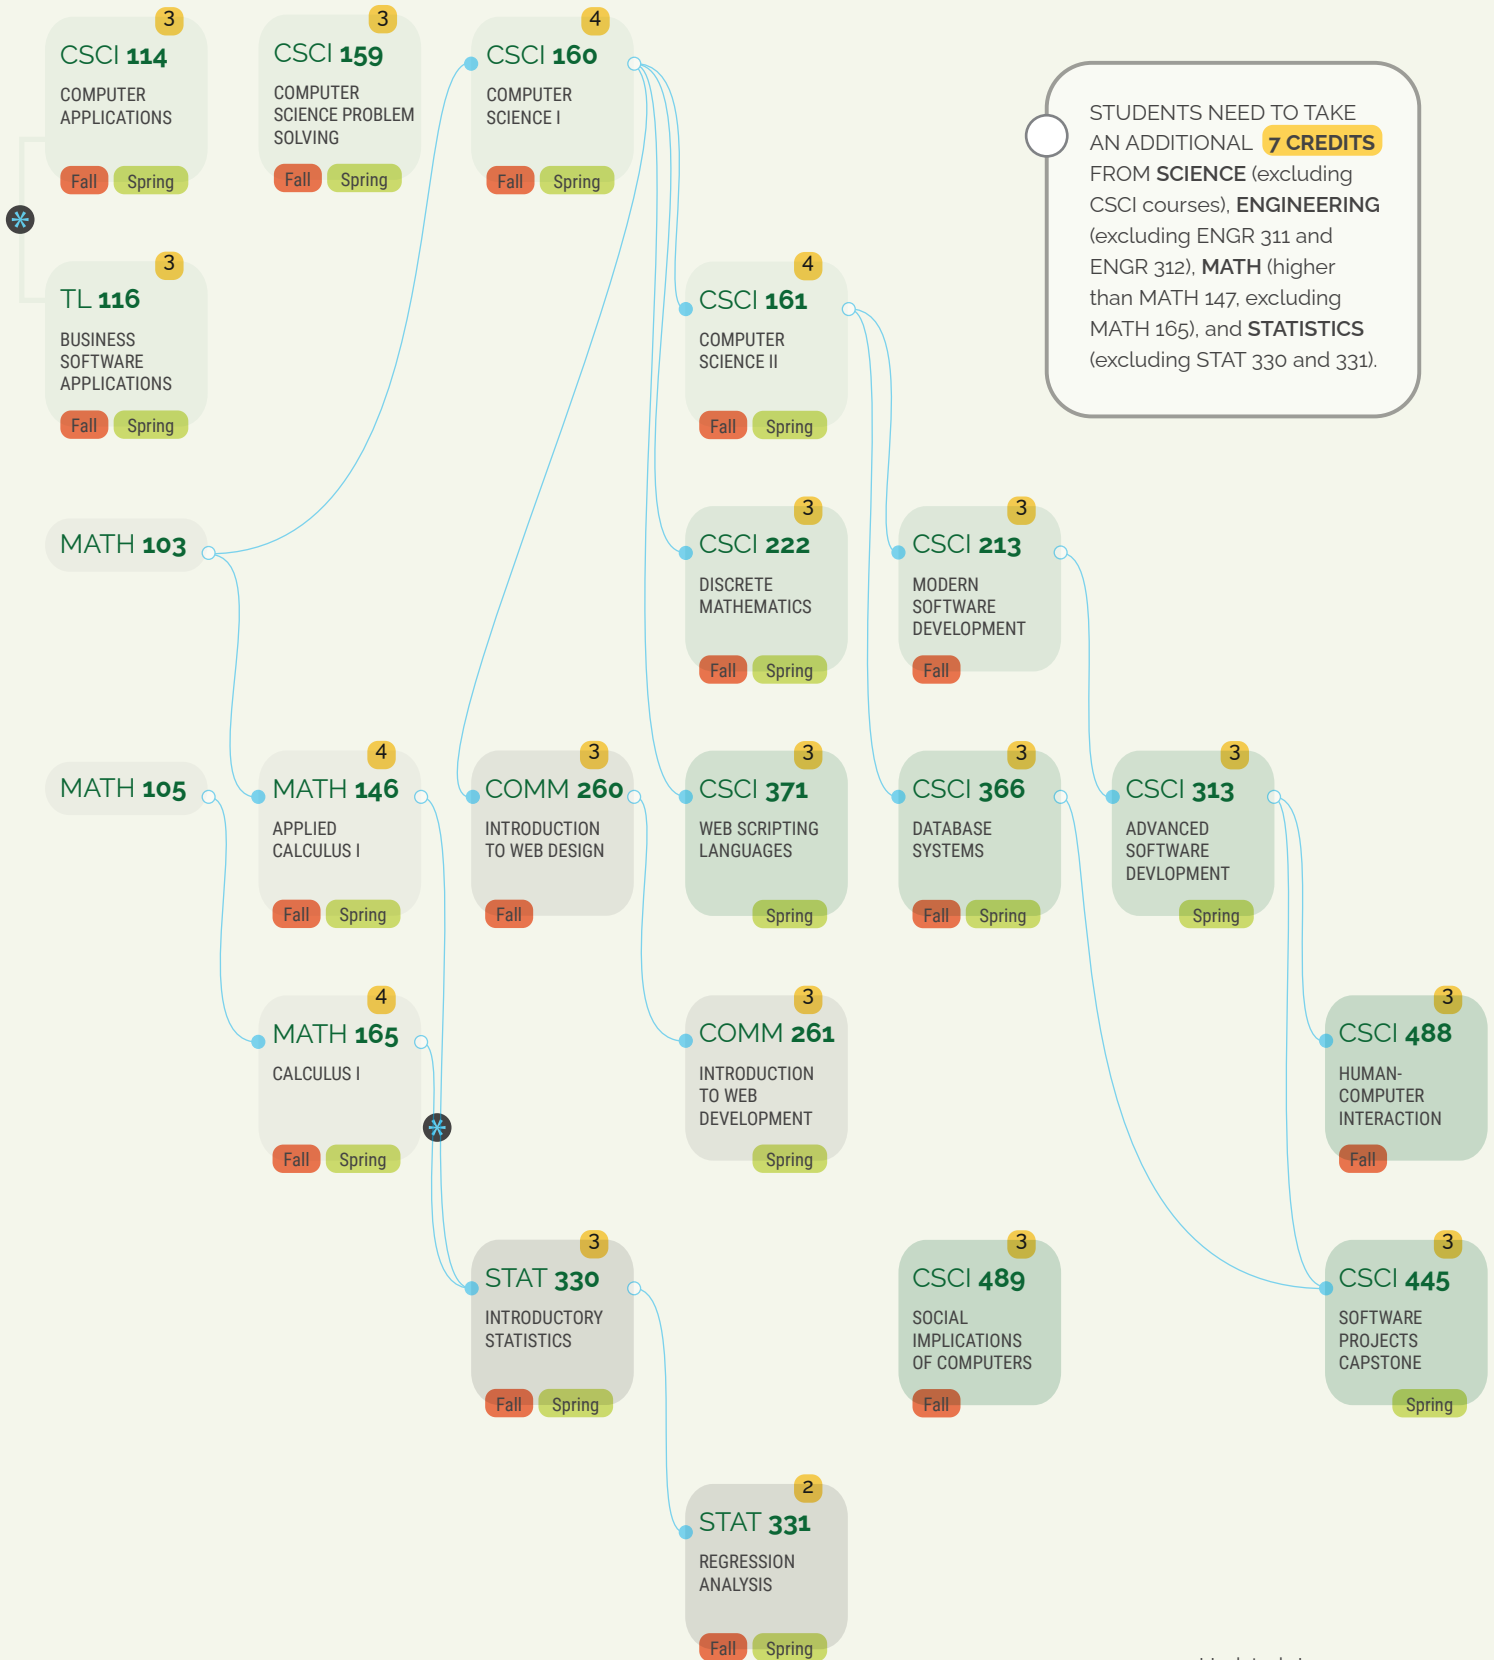 3
CSCI 114
COMPUTER
APPLICATIONS
Fall Spring
3
CSCI 159
COMPUTER
SCIENCE PROBLEM
SOLVING
Fall Spring
4
CSCI 160
COMPUTER
SCIENCE I
Fall Spring
STUDENTS NEED TO TAKE
AN ADDITIONAL 7 CREDITS
FROM SCIENCE (excluding
CSCI courses), ENGINEERING
(excluding ENGR 311 and
ENGR 312), MATH (higher
than MATH 147, excluding
MATH 165), and STATISTICS
(excluding STAT 330 and 331).
*
3
TL 116
BUSINESS
SOFTWARE
APPLICATIONS
Fall Spring
4
CSCI 161
COMPUTER
SCIENCE II
Fall Spring
MATH 103
3
CSCI 222
DISCRETE
MATHEMATICS
Fall Spring
3
CSCI 213
MODERN
SOFTWARE
DEVELOPMENT
Fall
MATH 105
4
MATH 146
APPLIED
CALCULUS I
Fall Spring
3
COMM 260
INTRODUCTION
TO WEB DESIGN
Fall
3
CSCI 371
WEB SCRIPTING
LANGUAGES
Spring
3
CSCI 366
DATABASE
SYSTEMS
Fall Spring
3
CSCI 313
ADVANCED
SOFTWARE
DEVLOPMENT
Spring
4
MATH 165
CALCULUS I
Fall Spring
*
3
COMM 261
INTRODUCTION
TO WEB
DEVELOPMENT
Spring
3
CSCI 488
HUMAN-
COMPUTER
INTERACTION
Fall
3
STAT 330
INTRODUCTORY
STATISTICS
Fall Spring
3
CSCI 489
SOCIAL
IMPLICATIONS
OF COMPUTERS
Fall
3
CSCI 445
SOFTWARE
PROJECTS
CAPSTONE
Spring
2
STAT 331
REGRESSION
ANALYSIS
Fall Spring